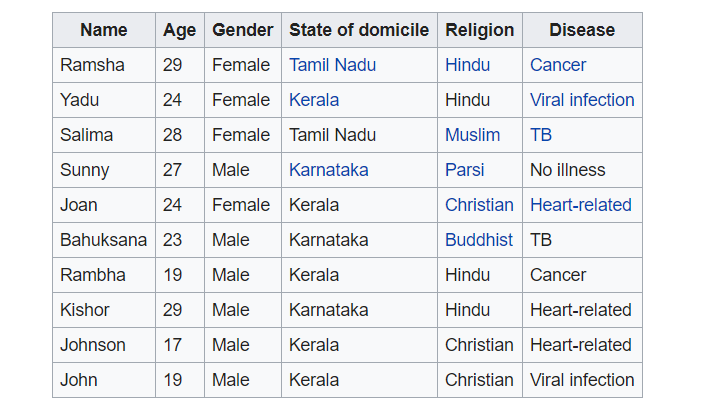 Name Age Gender State of domicile Religion Disease
Ramsha 29 Female Tamil Nadu Hindu Cancer
Yadu 24 Female Kerala Hindu Viral infection
Salima 28 Female Tamil Nadu Muslim TB
Sunny 27 Male Karnataka Parsi No illness
Joan 24 Female Kerala Christian Heart-related
Bahuksana 23 Male Karnataka Buddhist TB
Rambha 19 Male Kerala Hindu Cancer
Kishor 29 Male Karnataka Hindu Heart-related
Johnson 17 Male Kerala Christian Heart-related
John 19 Male Kerala Christian Viral infection